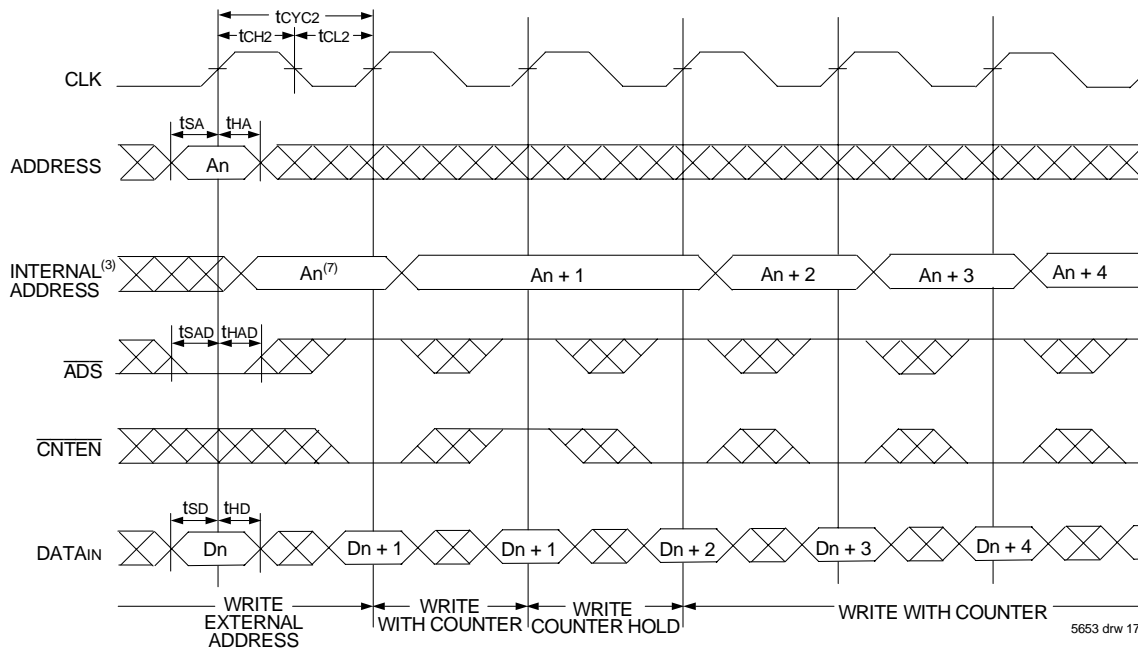 tCYC2
tCH2 tCL2
CLK
tSA tHA
ADDRESS An
INTERNAL(3) ADDRESS An(7) An + 1 An + 2 An + 3 An + 4
tSAD tHAD
ADS
CNTEN
tSD tHD
DATAIN Dn Dn + 1 Dn + 1 Dn + 2 Dn + 3 Dn + 4
WRITE EXTERNAL ADDRESS
WRITE WITH COUNTER
WRITE COUNTER HOLD
WRITE WITH COUNTER
5653 drw 17